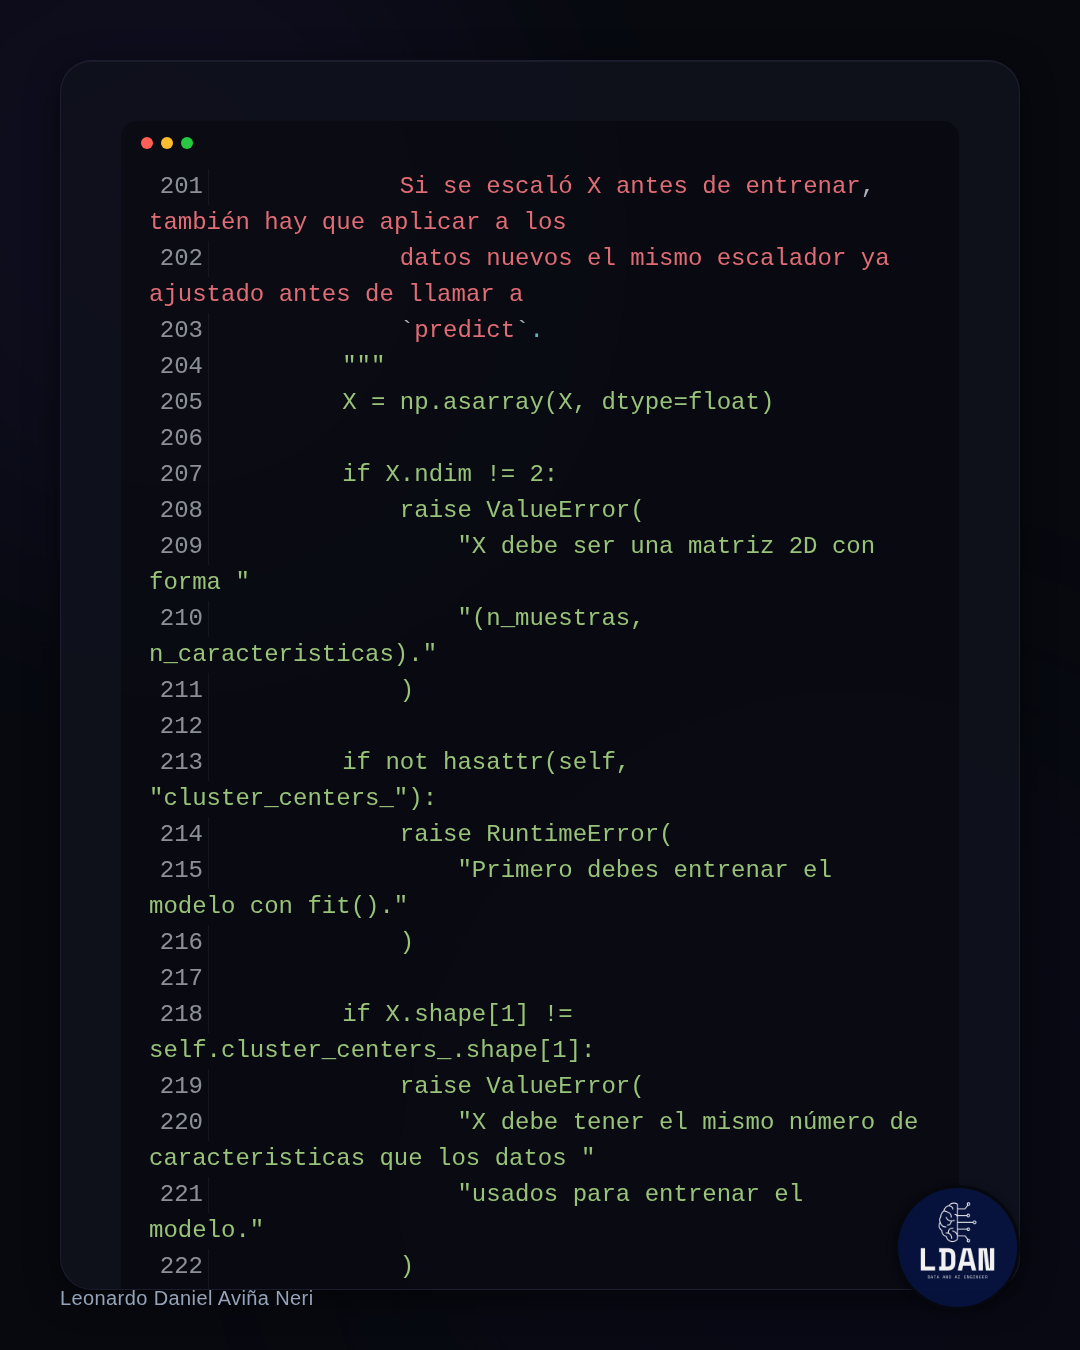 201              Si se escaló X antes de entrenar,
también hay que aplicar a los
202              datos nuevos el mismo escalador ya
ajustado antes de llamar a
203              `predict`.
204          """
205          X = np.asarray(X, dtype=float)
206
207          if X.ndim != 2:
208              raise ValueError(
209                  "X debe ser una matriz 2D con
forma "
210                  "(n_muestras,
n_caracteristicas)."
211              )
212
213          if not hasattr(self,
"cluster_centers_"):
214              raise RuntimeError(
215                  "Primero debes entrenar el
modelo con fit()."
216              )
217
218          if X.shape[1] !=
self.cluster_centers_.shape[1]:
219              raise ValueError(
220                  "X debe tener el mismo número de
caracteristicas que los datos "
221                  "usados para entrenar el
modelo."
222              )
LDAN
DATA AND AI ENGINEER
Leonardo Daniel Aviña Neri